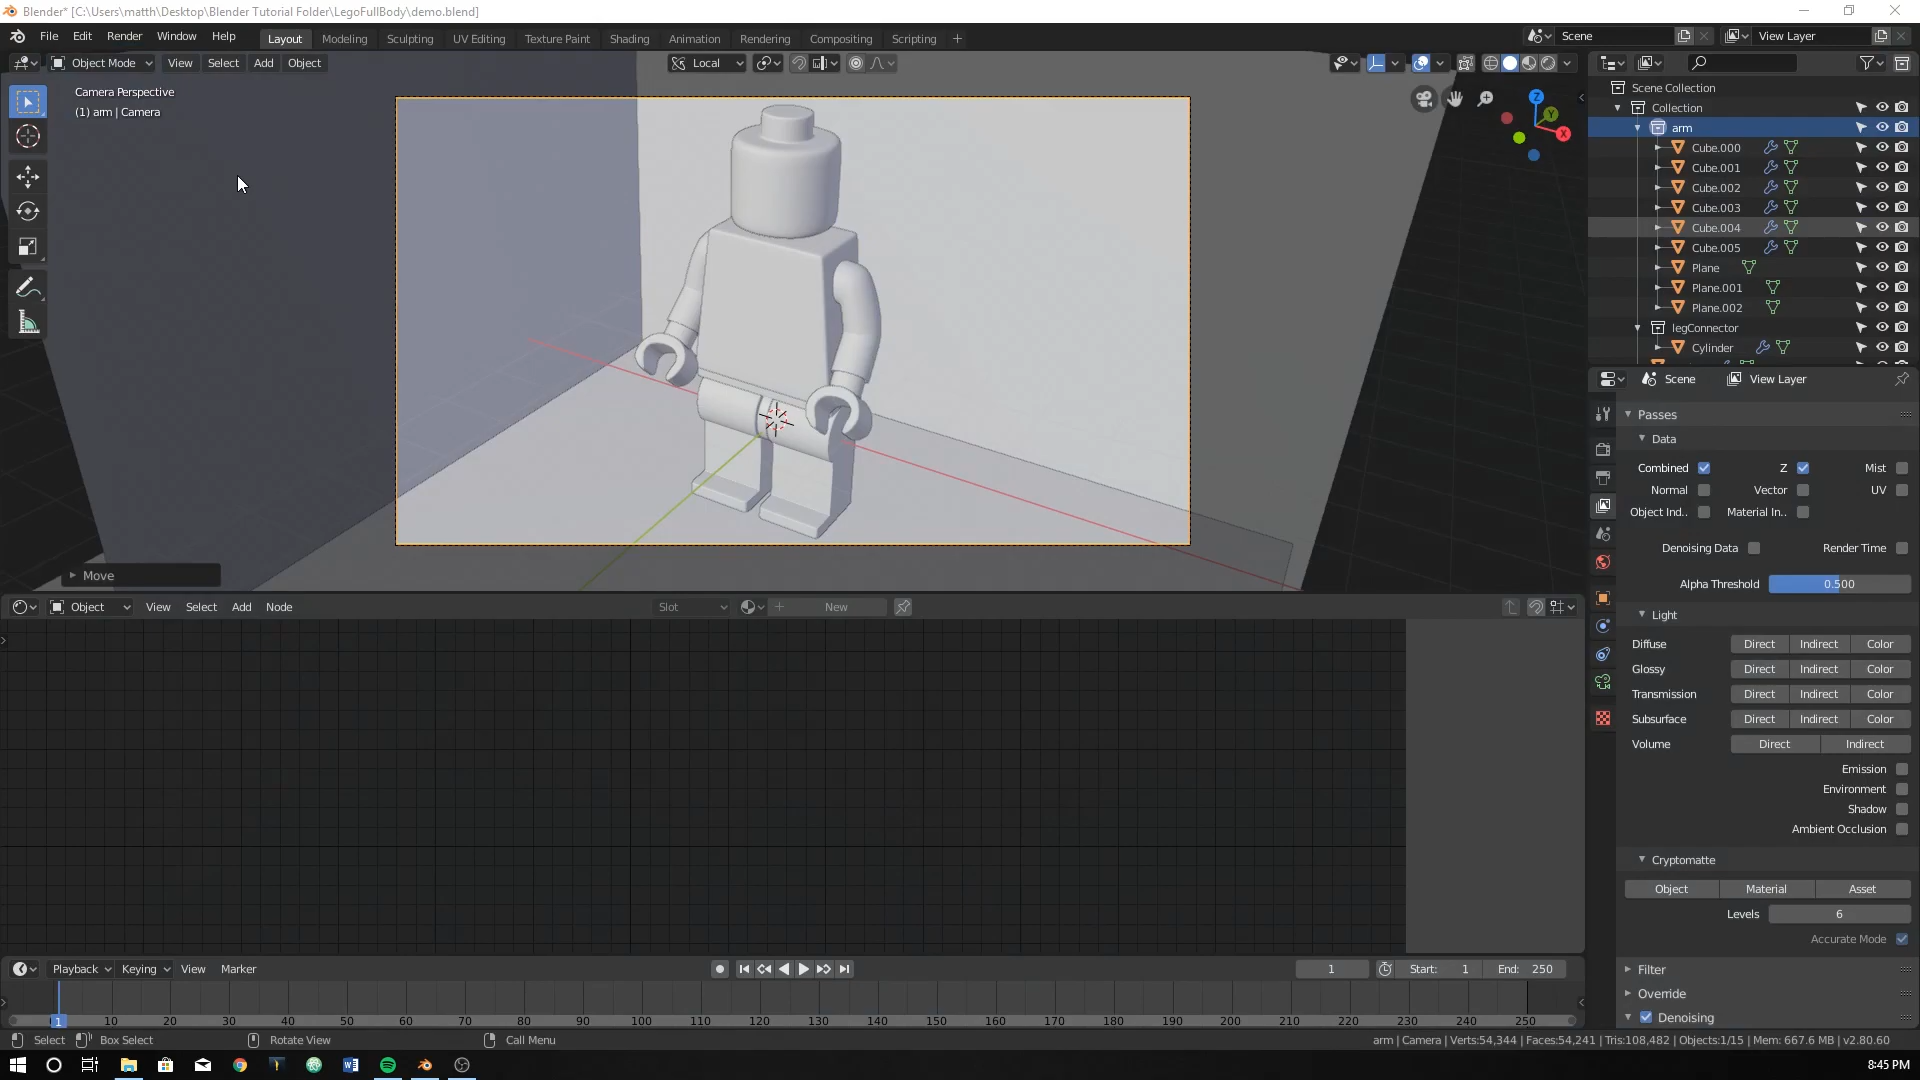 Blender* [C:\Users\matth\Desktop\Blender Tutorial Folder\LegoFullBody\demo.blend]
File Edit Render Window Help Layout Modeling Sculpting UV Editing Texture Paint Shading Animation Rendering Compositing Scripting + Scene View Layer
Object Mode View Select Add Object Local
Camera Perspective
(1) arm | Camera
Z
Y
X
Move
Scene Collection
Collection
arm
Cube.000
Cube.001
Cube.002
Cube.003
Cube.004
Cube.005
Plane
Plane.001
Plane.002
legConnector
Cylinder
Scene View Layer
Passes
Data
Combined Z Mist
Normal Vector UV
Object Ind.. Material In..
Denoising Data Render Time
Alpha Threshold 0.500
Light
Diffuse Direct Indirect Color
Glossy Direct Indirect Color
Transmission Direct Indirect Color
Subsurface Direct Indirect Color
Volume Direct Indirect
Emission
Environment
Shadow
Ambient Occlusion
Cryptomatte
Object Material Asset
Levels 6
Accurate Mode
Filter
Override
Denoising
Object View Select Add Node Slot + New
Playback Keying View Marker 1 Start: 1 End: 250
1 10 20 30 40 50 60 70 80 90 100 110 120 130 140 150 160 170 180 190 200 210 220 230 240 250
Select Box Select Rotate View Call Menu arm | Camera | Verts:54,344 | Faces:54,241 | Tris:108,482 | Objects:1/15 | Mem: 667.6 MB | v2.80.60
8:45 PM